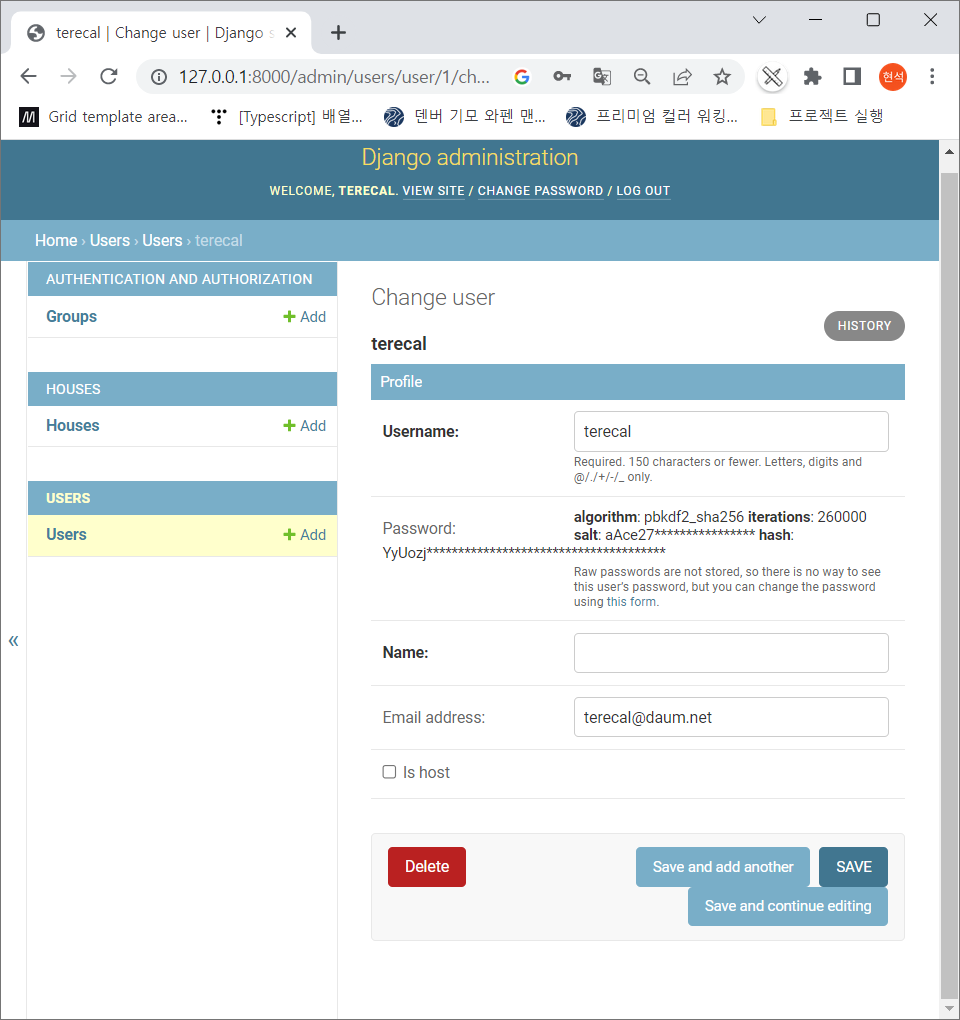 terecal | Change user | Django s
127.0.0.1:8000/admin/users/user/1/ch...
현석
Grid template area...
[Typescript] 배열...
덴버 기모 와펜 맨...
프리미엄 컬러 워킹...
프로젝트 실행
Django administration
WELCOME, TERECAL. VIEW SITE / CHANGE PASSWORD / LOG OUT
Home › Users › Users › terecal
AUTHENTICATION AND AUTHORIZATION
Groups
Add
HOUSES
Houses
Add
USERS
Users
Add
«
Change user
HISTORY
terecal
Profile
Username:
terecal
Required. 150 characters or fewer. Letters, digits and
@/./+/-/_ only.
Password:
algorithm: pbkdf2_sha256 iterations: 260000
salt: aAce27**************** hash:
YyUozj**************************************
Raw passwords are not stored, so there is no way to see
this user's password, but you can change the password
using this form.
Name:
Email address:
terecal@daum.net
Is host
Delete
Save and add another
SAVE
Save and continue editing